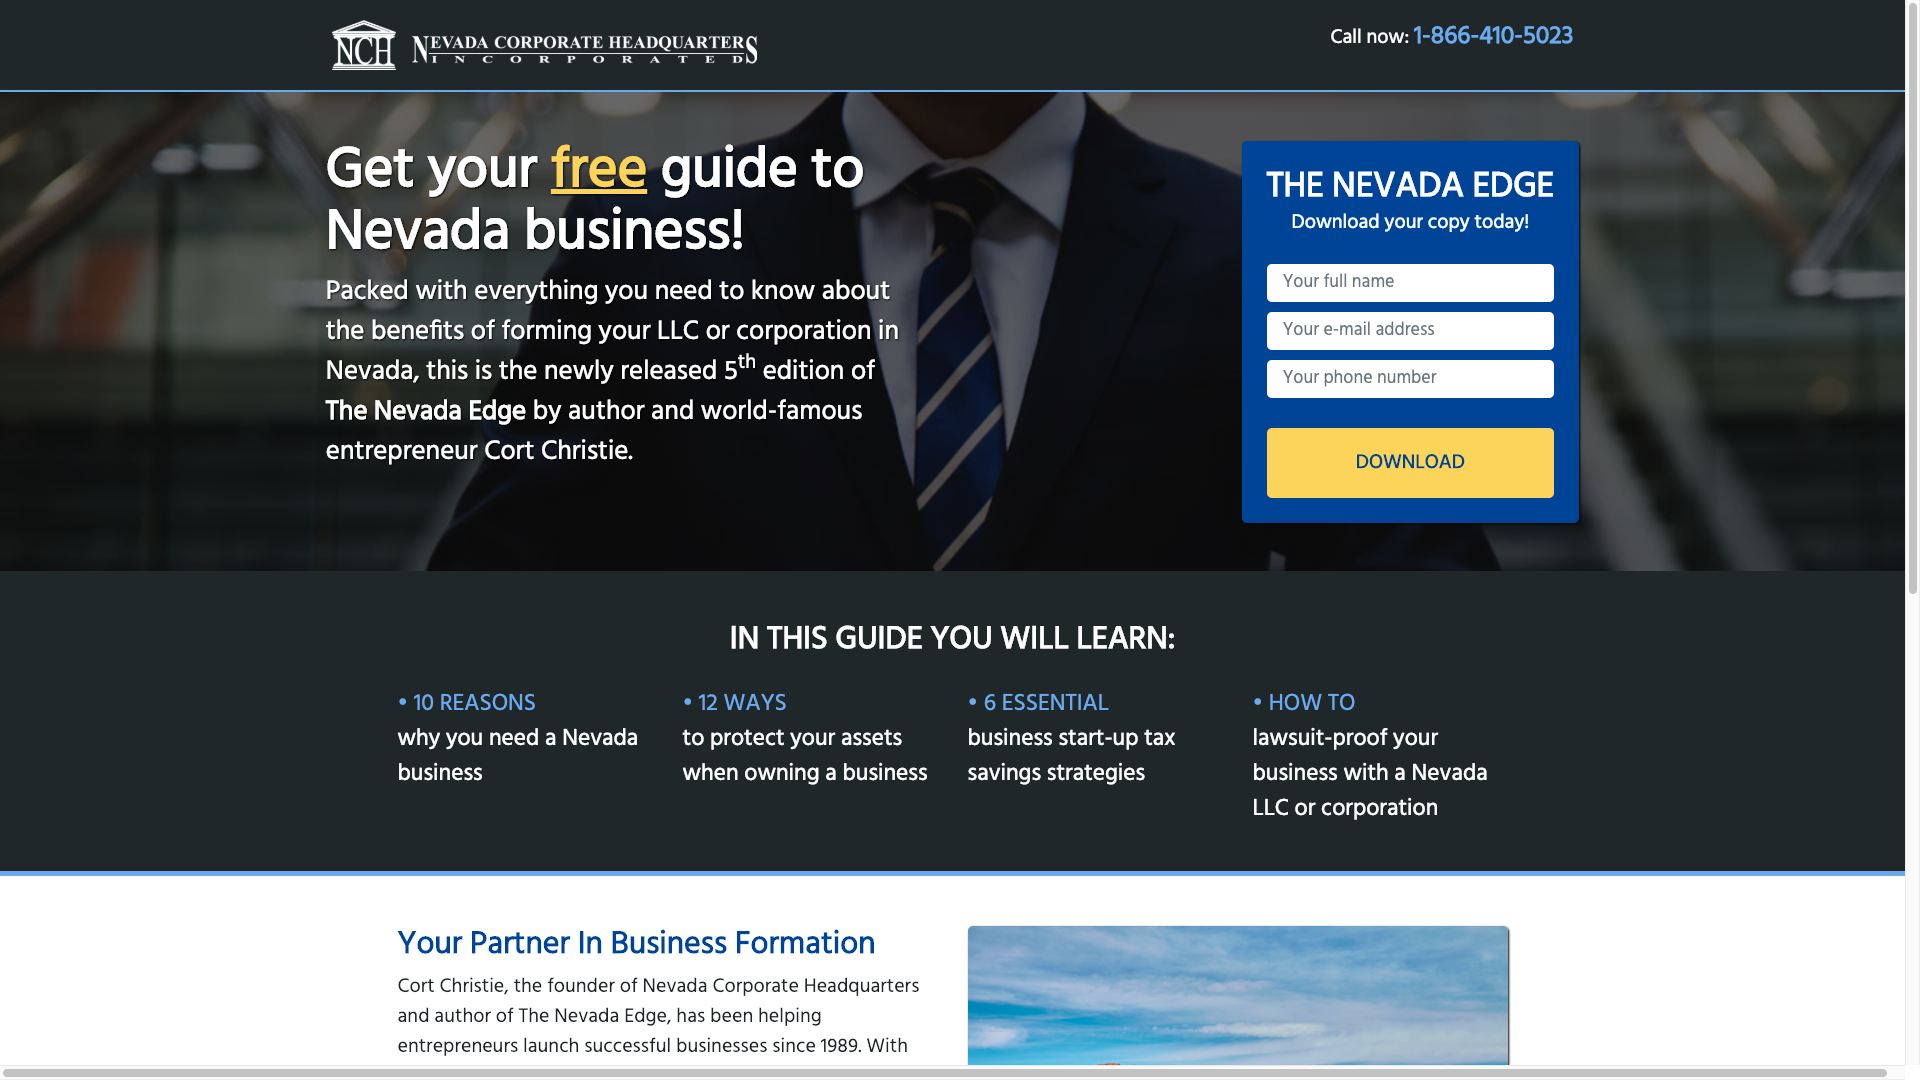 NCH NEVADA CORPORATE HEADQUARTERS
INCORPORATED
Call now: 1-866-410-5023
Get your free guide to
Nevada business!
Packed with everything you need to know about
the benefits of forming your LLC or corporation in
Nevada, this is the newly released 5th edition of
The Nevada Edge by author and world-famous
entrepreneur Cort Christie.
THE NEVADA EDGE
Download your copy today!
Your full name
Your e-mail address
Your phone number
DOWNLOAD
IN THIS GUIDE YOU WILL LEARN:
• 10 REASONS
why you need a Nevada
business
• 12 WAYS
to protect your assets
when owning a business
• 6 ESSENTIAL
business start-up tax
savings strategies
• HOW TO
lawsuit-proof your
business with a Nevada
LLC or corporation
Your Partner In Business Formation
Cort Christie, the founder of Nevada Corporate Headquarters
and author of The Nevada Edge, has been helping
entrepreneurs launch successful businesses since 1989. With